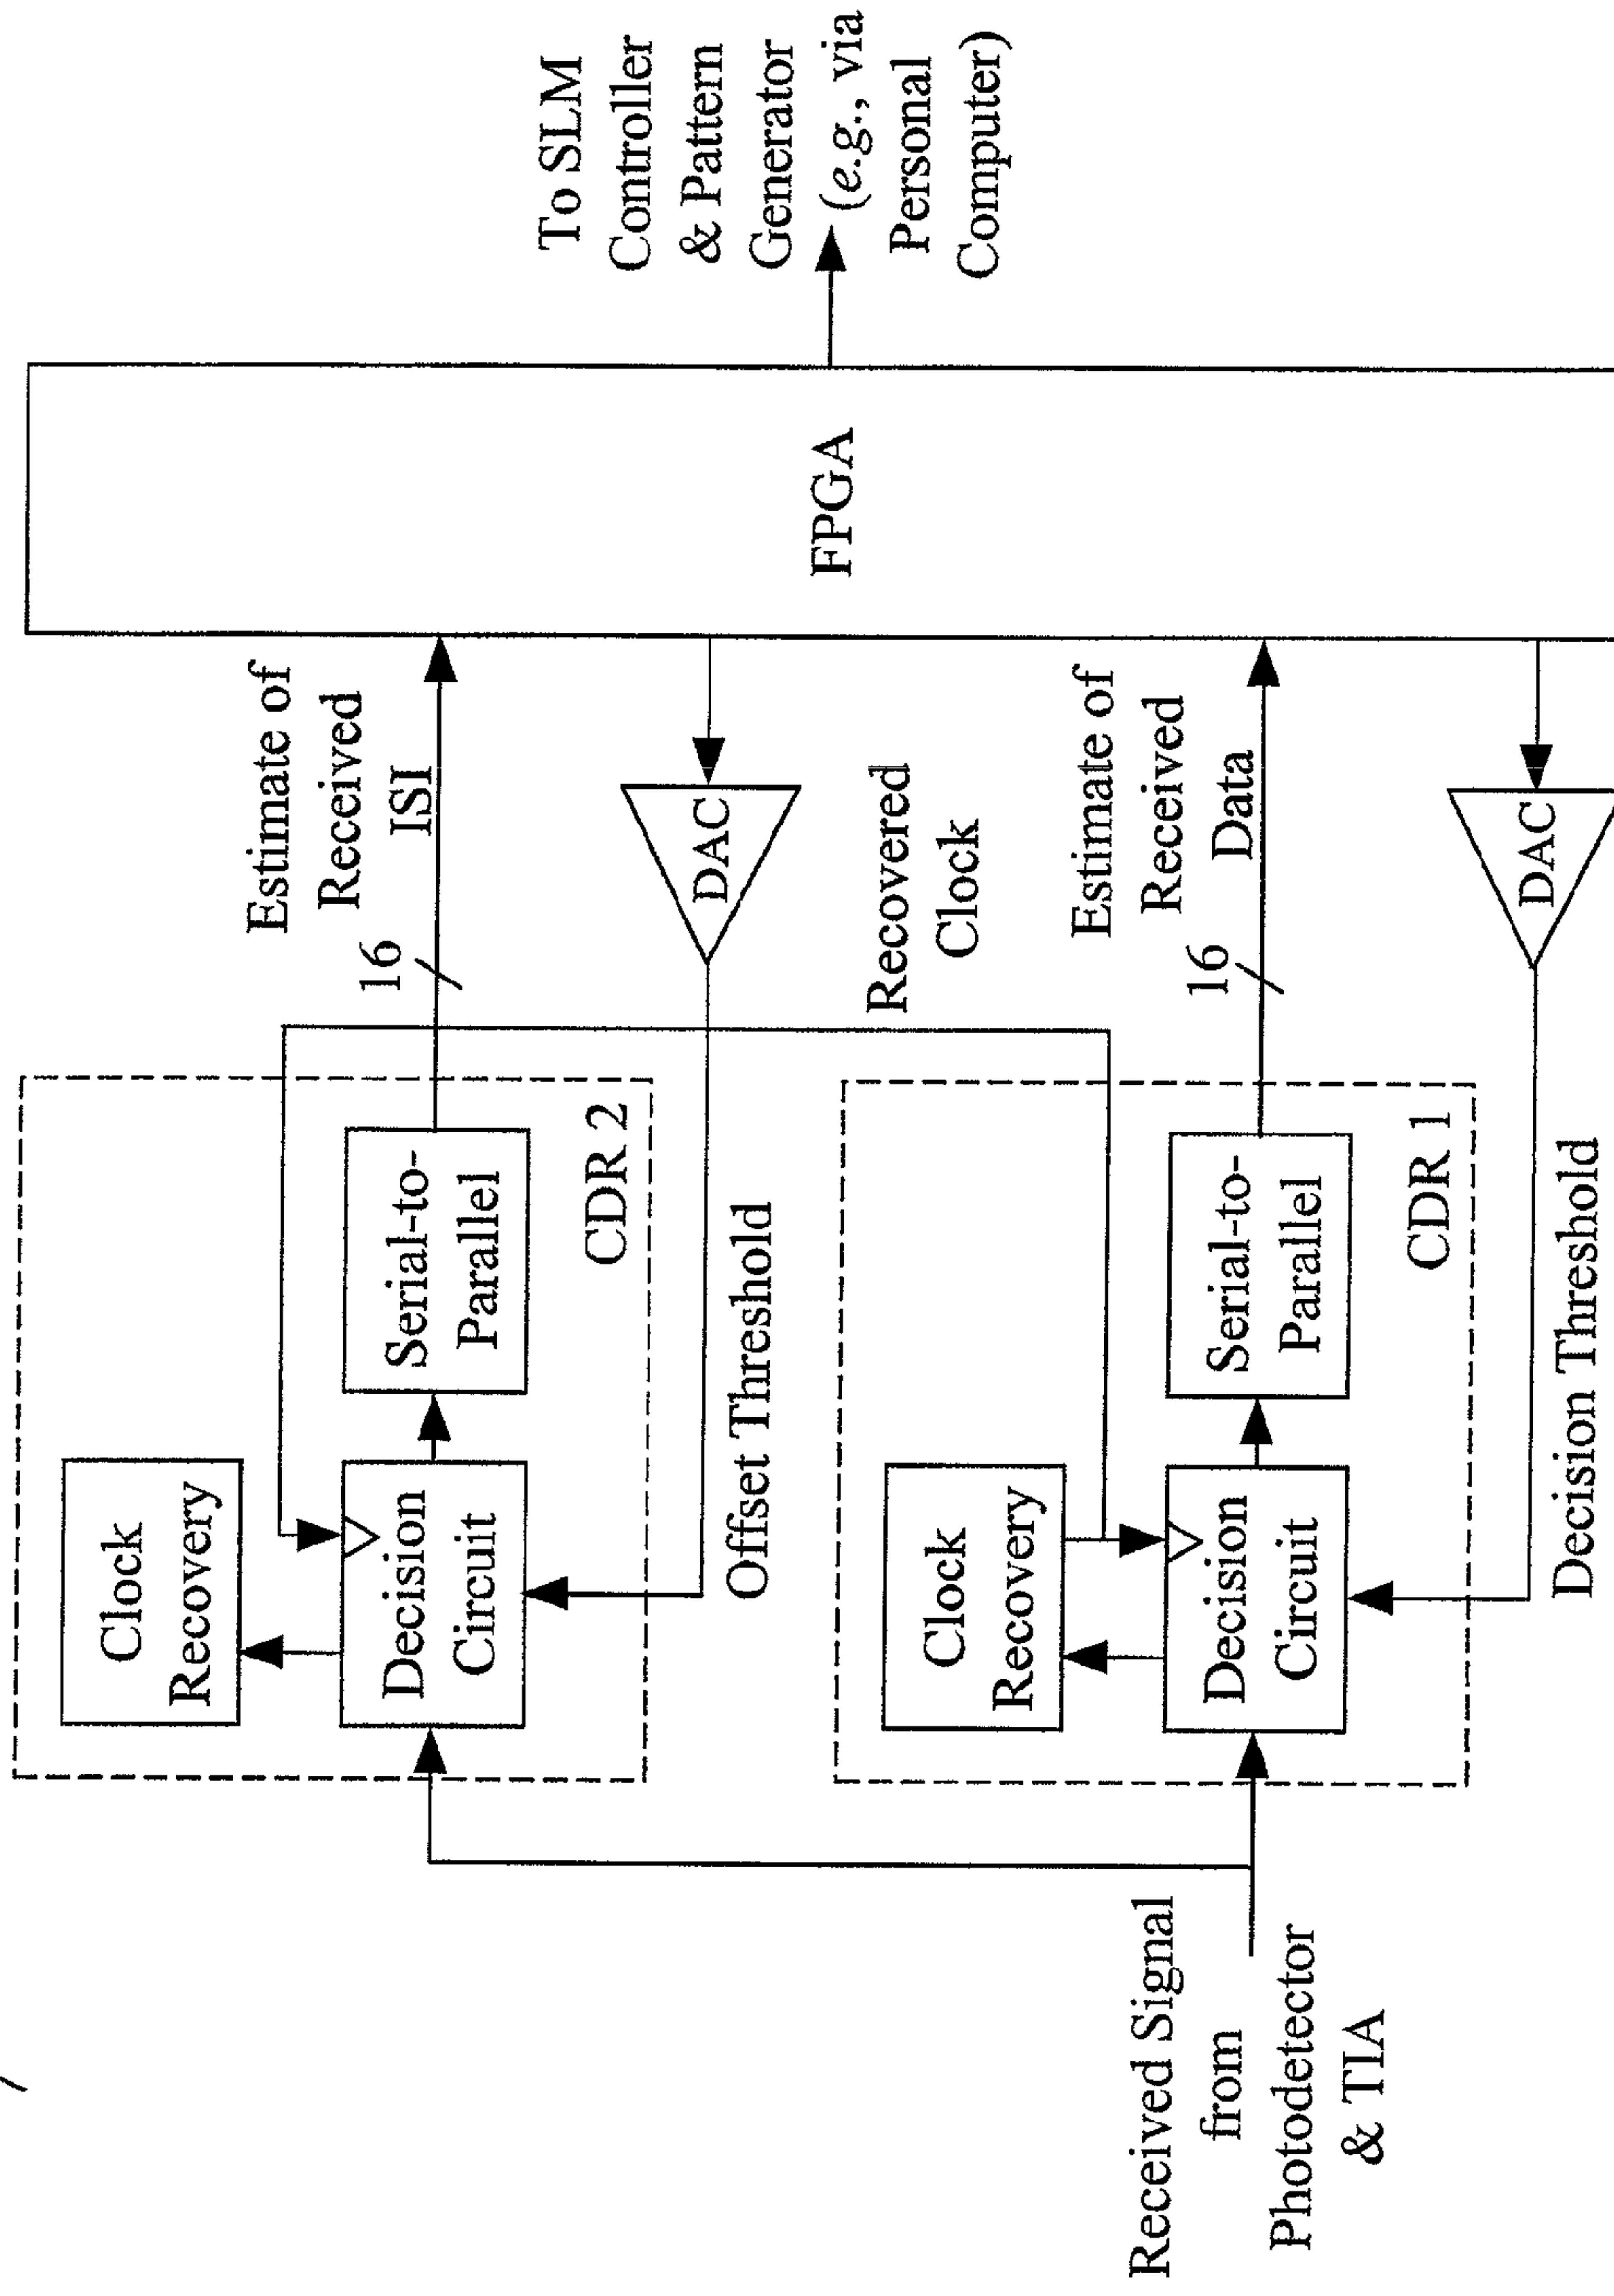 Clock
Recovery
Decision
Circuit
Serial-to-
Parallel
CDR 2
16
Estimate of
Received
ISI
Offset Threshold
DAC
Recovered
Clock
Received Signal
from
Photodetector
& TIA
Clock
Recovery
Decision
Circuit
Serial-to-
Parallel
CDR 1
16
Estimate of
Received
Data
Decision Threshold
DAC
FPGA
To SLM
Controller
& Pattern
Generator
(e.g., via
Personal
Computer)